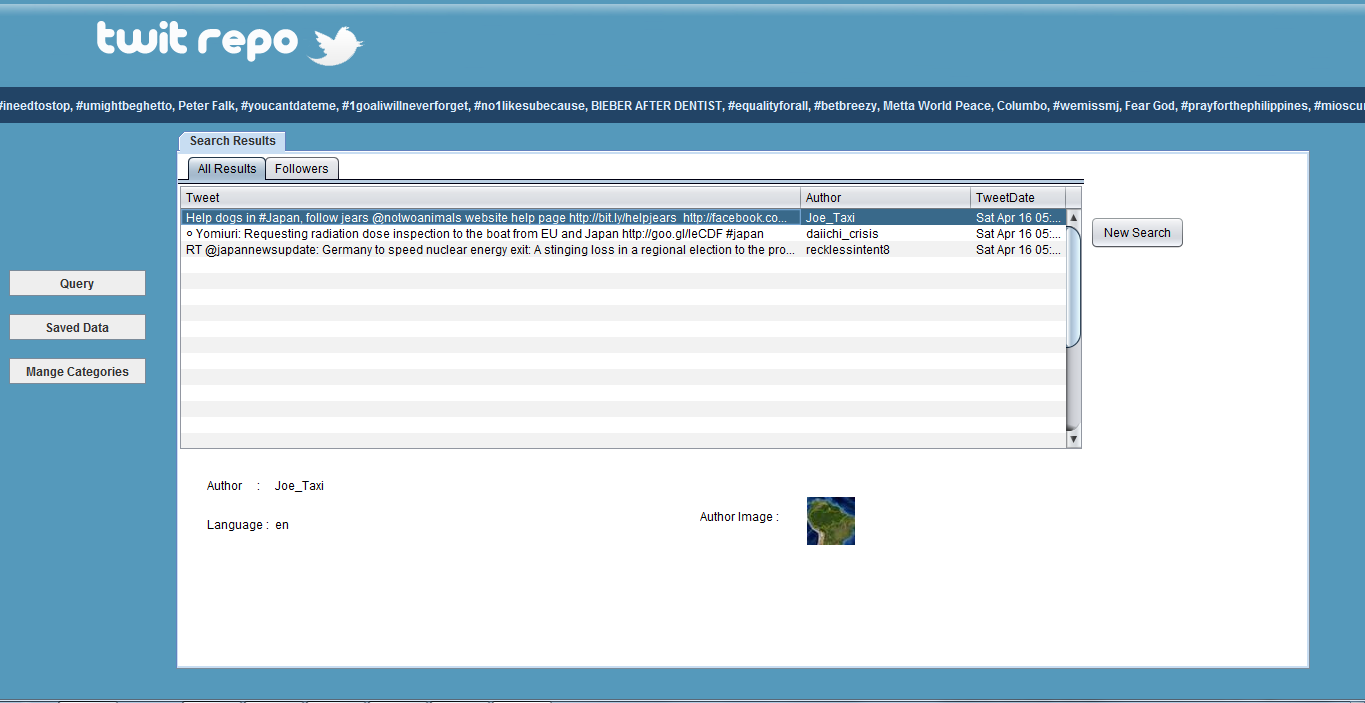 twit repo
#ineedtostop, #umightbeghetto, Peter Falk, #youcantdateme, #1goaliwillneverforget, #no1likesubecause, BIEBER AFTER DENTIST, #equalityforall, #betbreezy, Metta World Peace, Columbo, #wemissmj, Fear God, #prayforthephilippines, #mioscu
Search Results
All Results Followers
Tweet Author TweetDate
Help dogs in #Japan, follow jears @notwoanimals website help page http://bit.ly/helpjears http://facebook.co... Joe_Taxi Sat Apr 16 05:...
Yomiuri: Requesting radiation dose inspection to the boat from EU and Japan http://goo.gl/leCDF #japan daiichi_crisis Sat Apr 16 05:...
RT @japannewsupdate: Germany to speed nuclear energy exit: A stinging loss in a regional election to the pro... recklessintent8 Sat Apr 16 05:...
New Search
Query
Saved Data
Mange Categories
Author : Joe_Taxi
Author Image :
Language : en